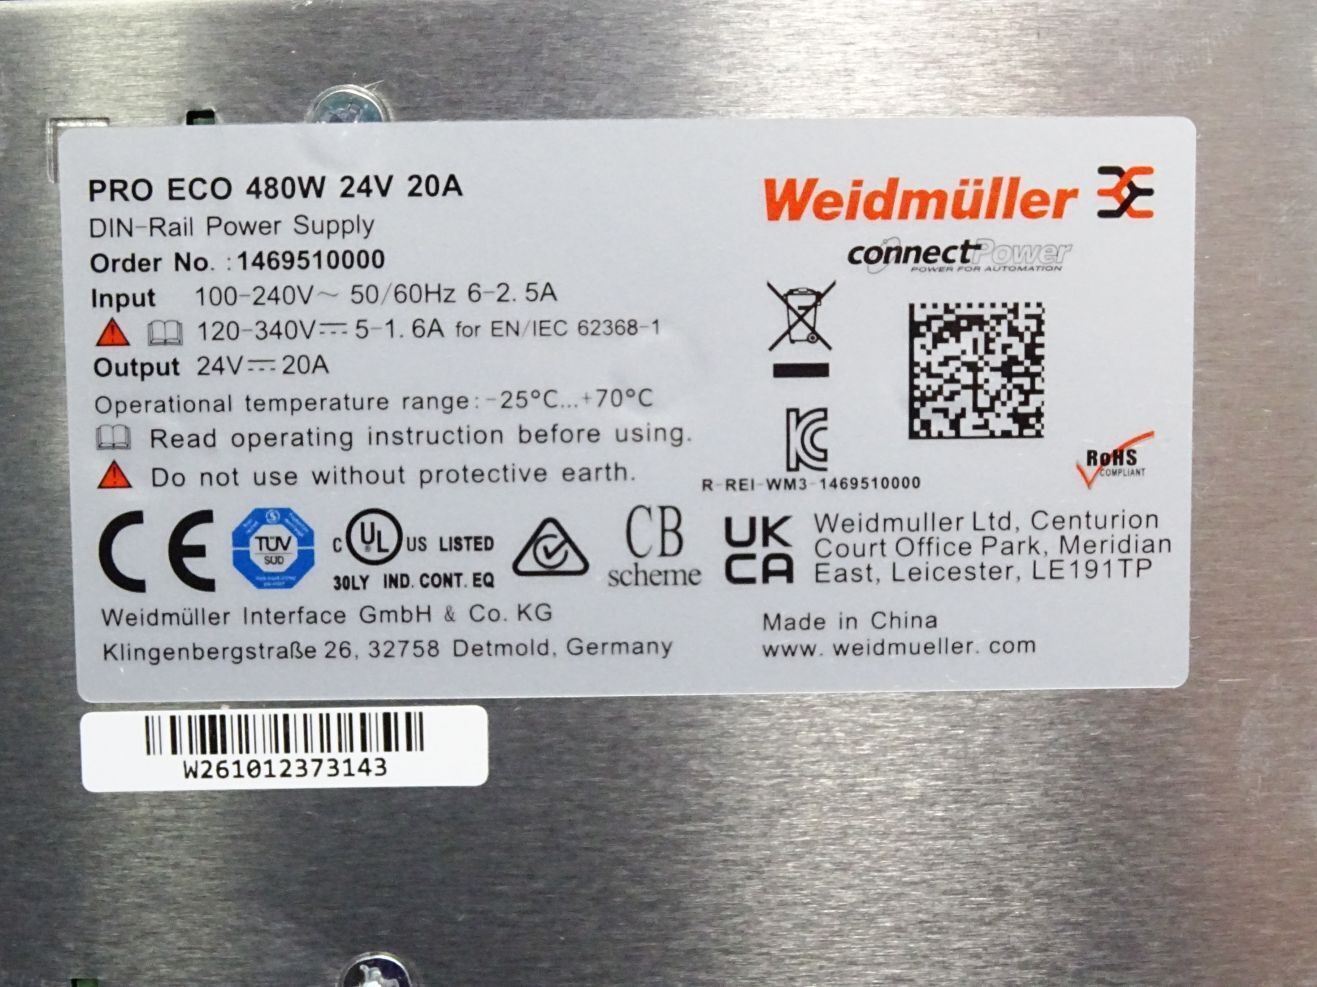 PRO ECO 480W 24V 20A
DIN-Rail Power Supply
Order No. :1469510000
Input 100-240V~ 50/60Hz 6-2.5A
120-340V⎓ 5-1.6A for EN/IEC 62368-1
Output 24V⎓20A
Operational temperature range:-25°C...+70°C
Read operating instruction before using.
Do not use without protective earth.
Weidmüller
connectPower
POWER FOR AUTOMATION
R-REI-WM3-1469510000
RoHS
COMPLIANT
CE
TÜV
SÜD
C UL US LISTED
30LY IND. CONT. EQ
CB
scheme
UK
CA
Weidmuller Ltd, Centurion
Court Office Park, Meridian
East, Leicester, LE191TP
Weidmüller Interface GmbH & Co. KG
Klingenbergstraße 26, 32758 Detmold, Germany
Made in China
www.weidmueller.com
W261012373143